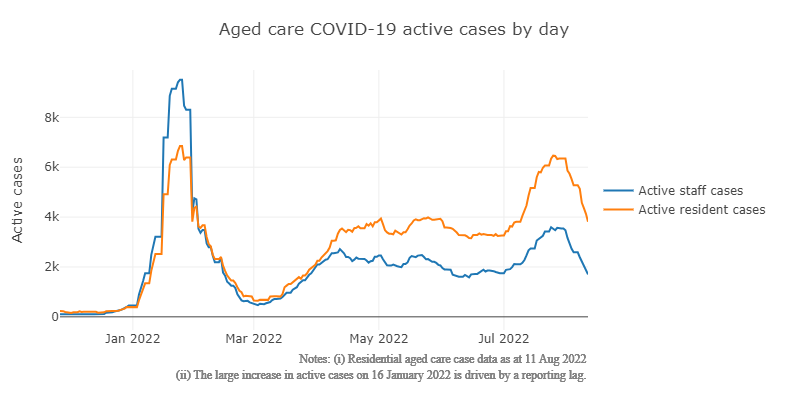 Aged care COVID-19 active cases by day
Active cases
8k
6k
4k
2k
0
Jan 2022
Mar 2022
May 2022
Jul 2022
Active staff cases
Active resident cases
Notes: (i) Residential aged care case data as at 11 Aug 2022
(ii) The large increase in active cases on 16 January 2022 is driven by a reporting lag.